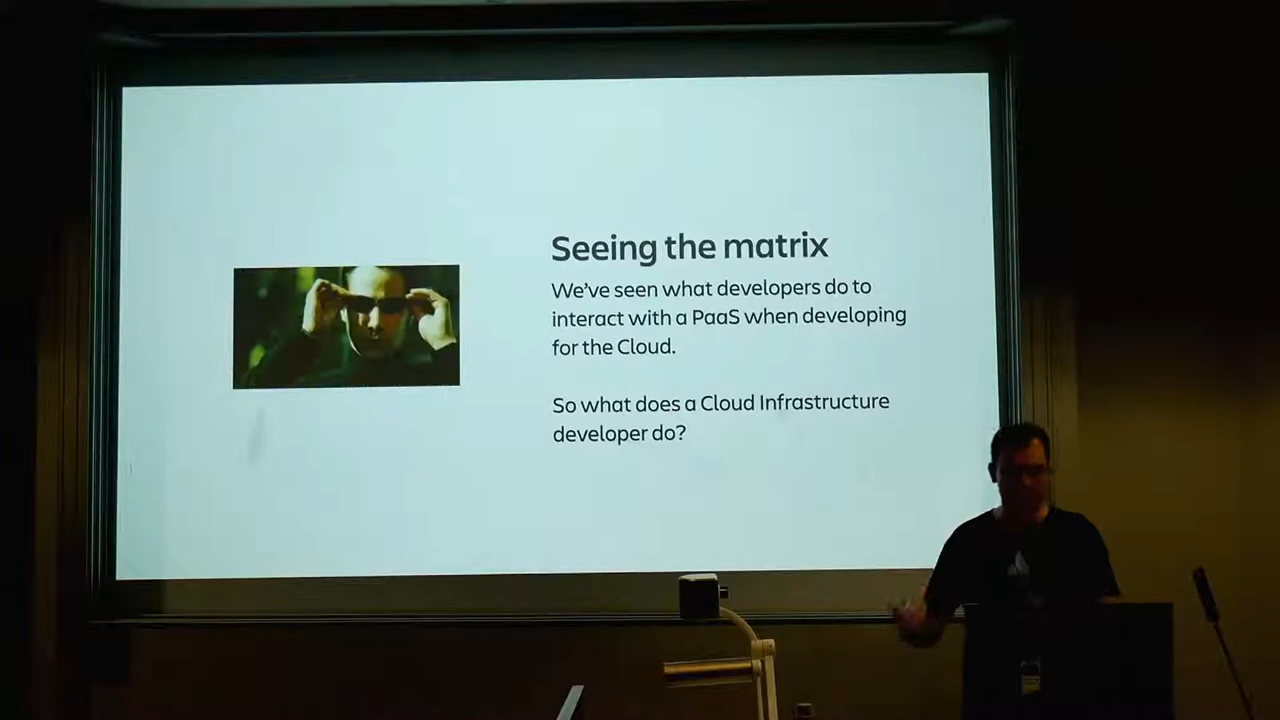 Seeing the matrix
We've seen what developers do to
interact with a PaaS when developing
for the Cloud.
So what does a Cloud Infrastructure
developer do?